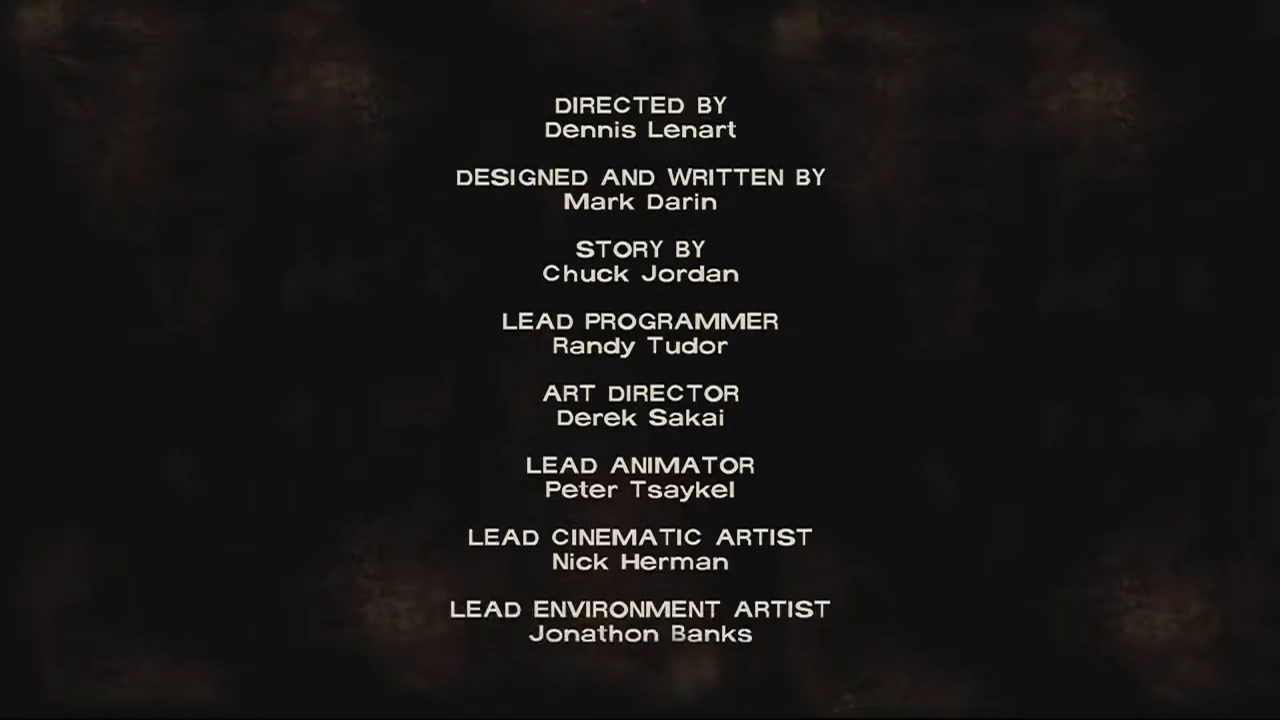 DIRECTED BY
Dennis Lenart
DESIGNED AND WRITTEN BY
Mark Darin
STORY BY
Chuck Jordan
LEAD PROGRAMMER
Randy Tudor
ART DIRECTOR
Derek Sakai
LEAD ANIMATOR
Peter Tsaykel
LEAD CINEMATIC ARTIST
Nick Herman
LEAD ENVIRONMENT ARTIST
Jonathon Banks